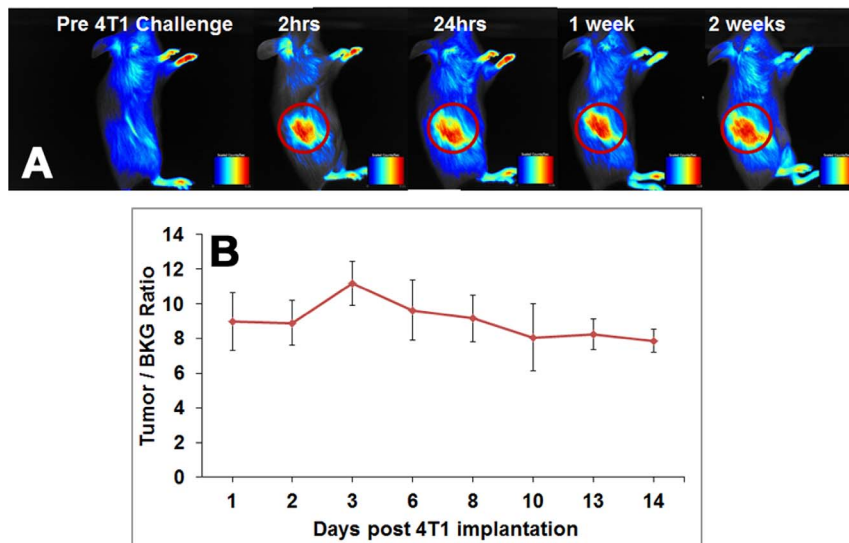 Pre 4T1 Challenge
2hrs
24hrs
1 week
2 weeks
A
B
14
12
10
8
6
4
2
0
Tumor / BKG Ratio
1 2 3 6 8 10 13 14
Days post 4T1 implantation